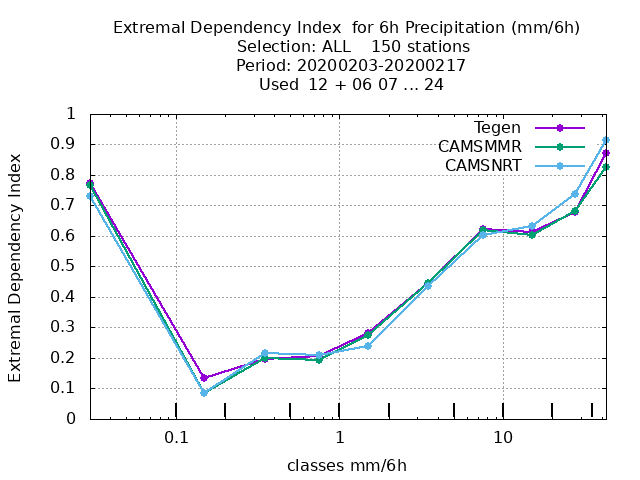 Extremal Dependency Index  for 6h Precipitation (mm/6h)
Selection: ALL    150 stations
Period: 20200203-20200217
Used  12 + 06 07 ... 24
Tegen
CAMSMMR
CAMSNRT
1
0.9
0.8
0.7
0.6
0.5
0.4
0.3
0.2
0.1
0
Extremal Dependency Index
0.1 1 10
classes mm/6h